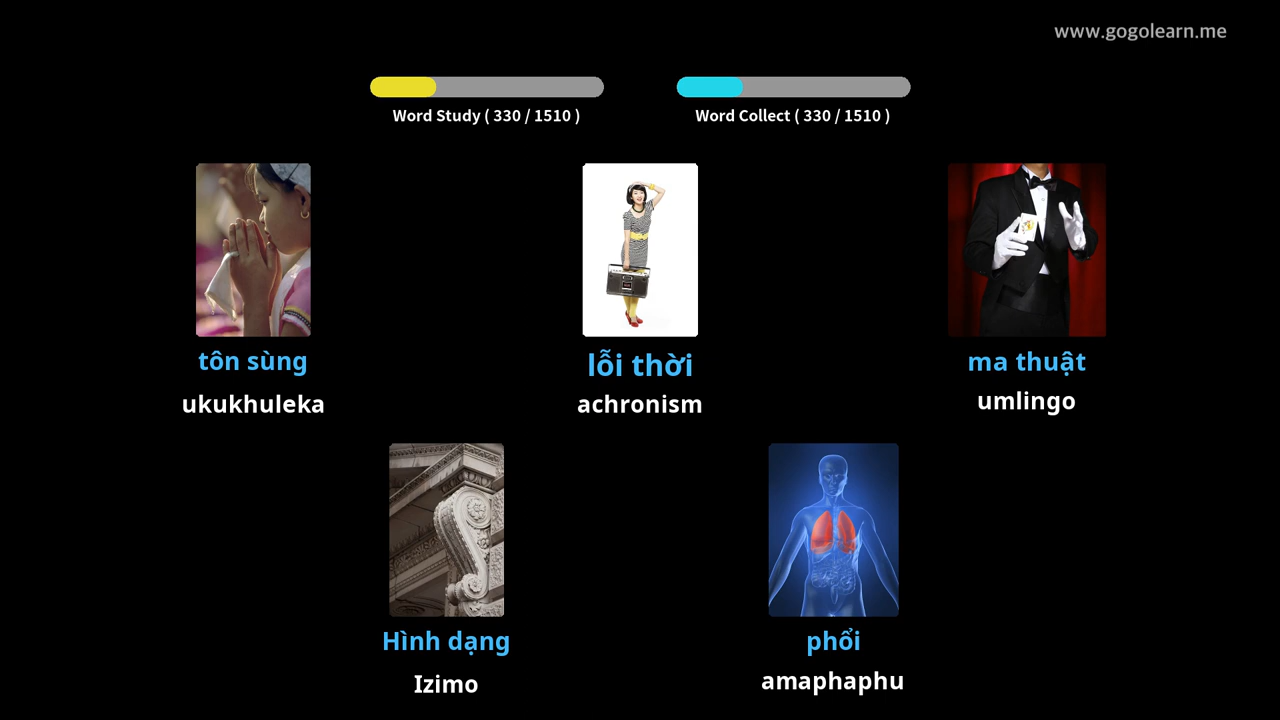 www.gogolearn.me
Word Study ( 330 / 1510 )
Word Collect ( 330 / 1510 )
tôn sùng
ukukhuleka
lỗi thời
achronism
ma thuật
umlingo
Hình dạng
Izimo
phổi
amaphaphu